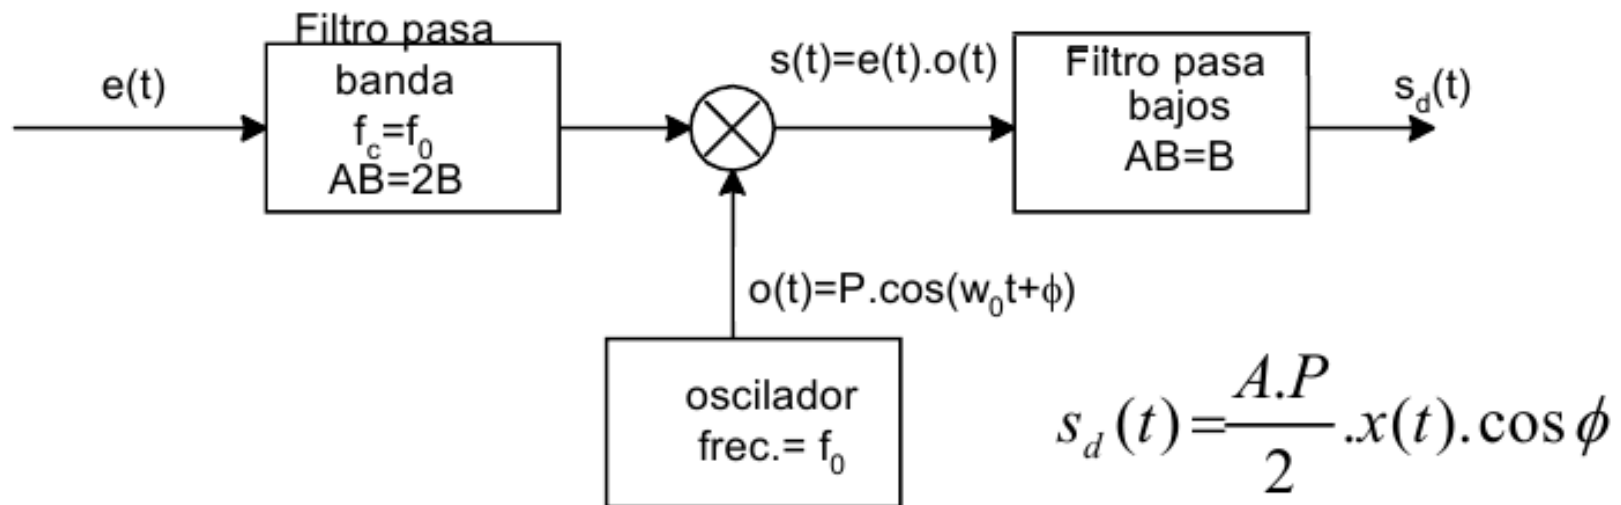 e(t)
Filtro pasa
banda
f_c=f_0
AB=2B
s(t)=e(t).o(t)
Filtro pasa
bajos
AB=B
s_d(t)
o(t)=P.cos(w_0t+ϕ)
oscilador
frec.= f_0
s_d(t)=\frac{A.P}{2}.x(t).cos ϕ